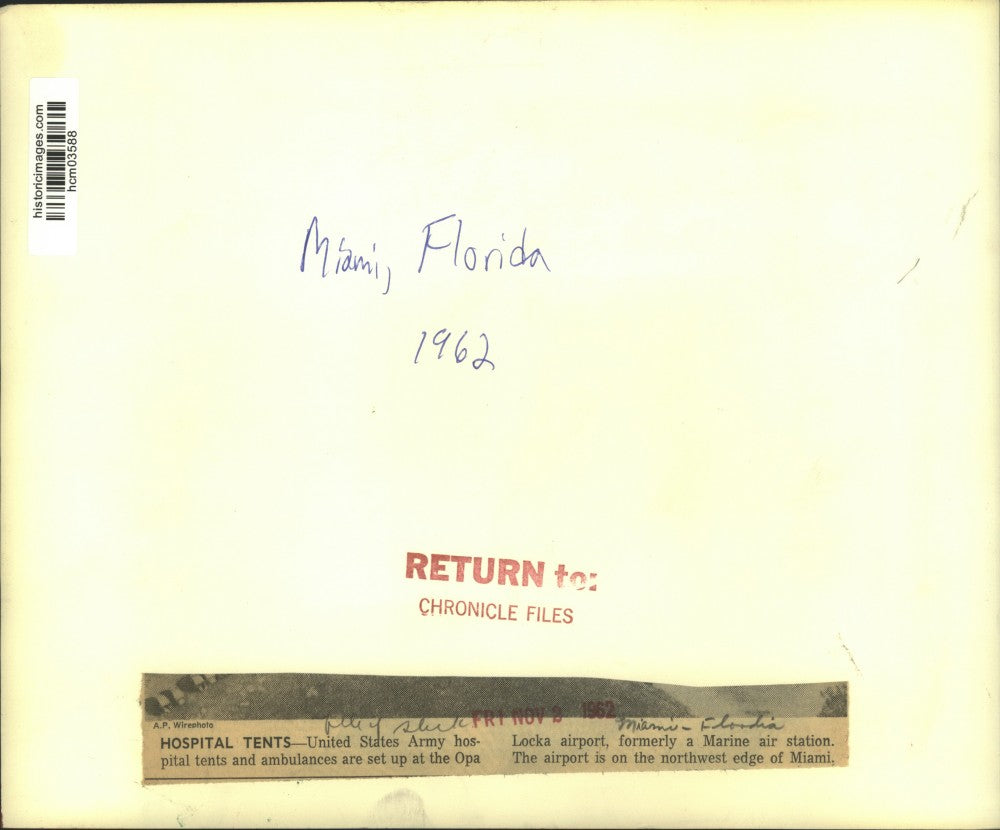 historicimages.com
hcm03588
Miami, Florida
1962
RETURN to:
CHRONICLE FILES
A.P. Wirephoto
FRI NOV 2 1962
Miami - Florida
HOSPITAL TENTS—United States Army hos-
pital tents and ambulances are set up at the Opa
Locka airport, formerly a Marine air station.
The airport is on the northwest edge of Miami.